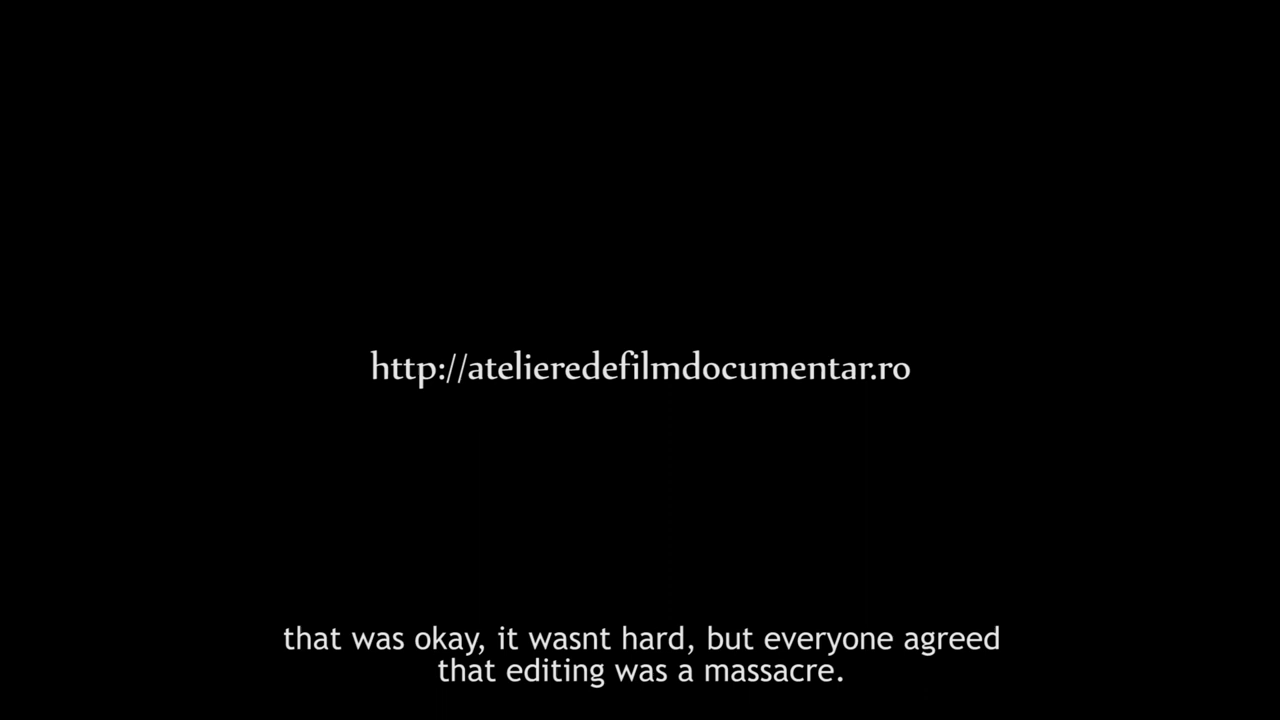 http://atelieredefilmdocumentar.ro
that was okay, it wasnt hard, but everyone agreed
that editing was a massacre.